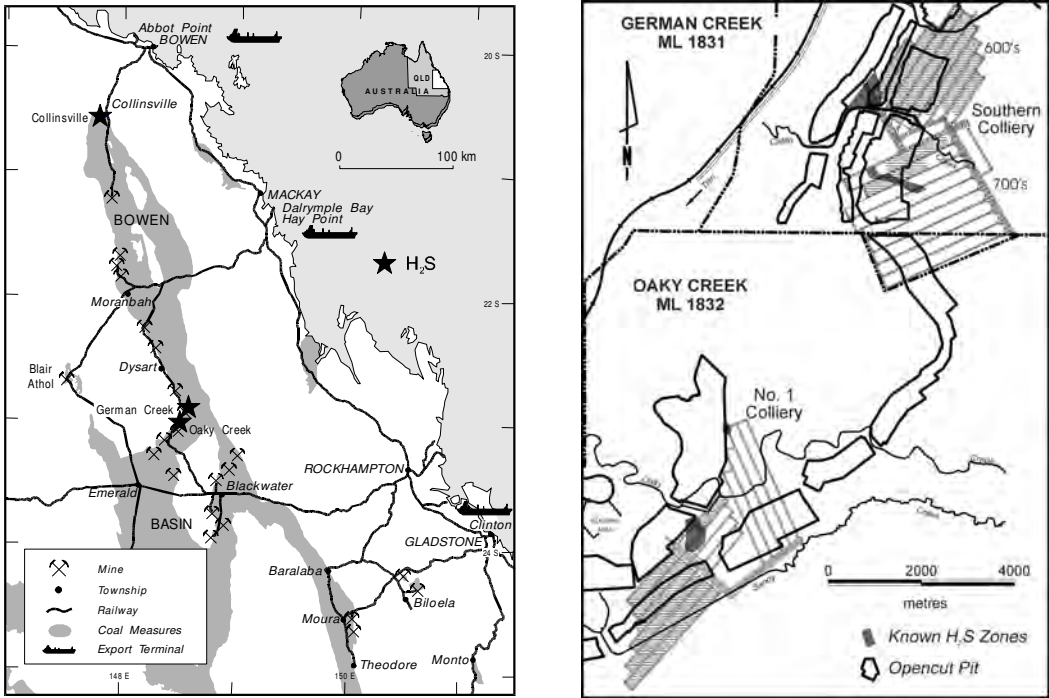 Abbot Point
BOWEN
20 S
QLD
AUSTRALIA
Collinsville
Collinsville
0
100 km
MACKAY
Dalrymple Bay
Hay Point
BOWEN
H2S
Moranbah
22 S
Dysart
Blair
Athol
German Creek
Oaky Creek
ROCKHAMPTON
Emerald
Blackwater
BASIN
Clinton
GLADSTONE
24 S
Baralaba
Biloela
Moura
Theodore
Monto
Mine
Township
Railway
Coal Measures
Export Terminal
148 E
150 E
GERMAN CREEK
ML 1831
600's
Southern
Colliery
N
700's
OAKY CREEK
ML 1832
No. 1
Colliery
0
2000
4000
metres
Known H2S Zones
Opencut Pit